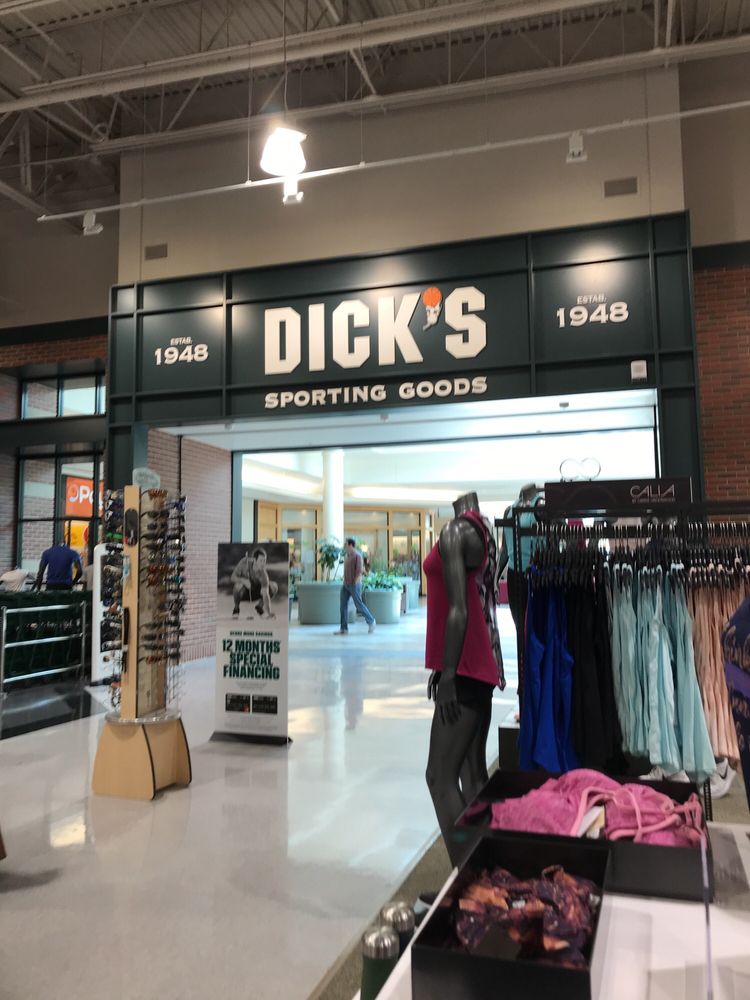 ESTAB.
1948
DICK'S
SPORTING GOODS
ESTAB.
1948
CALIA
12 MONTHS
SPECIAL
FINANCING